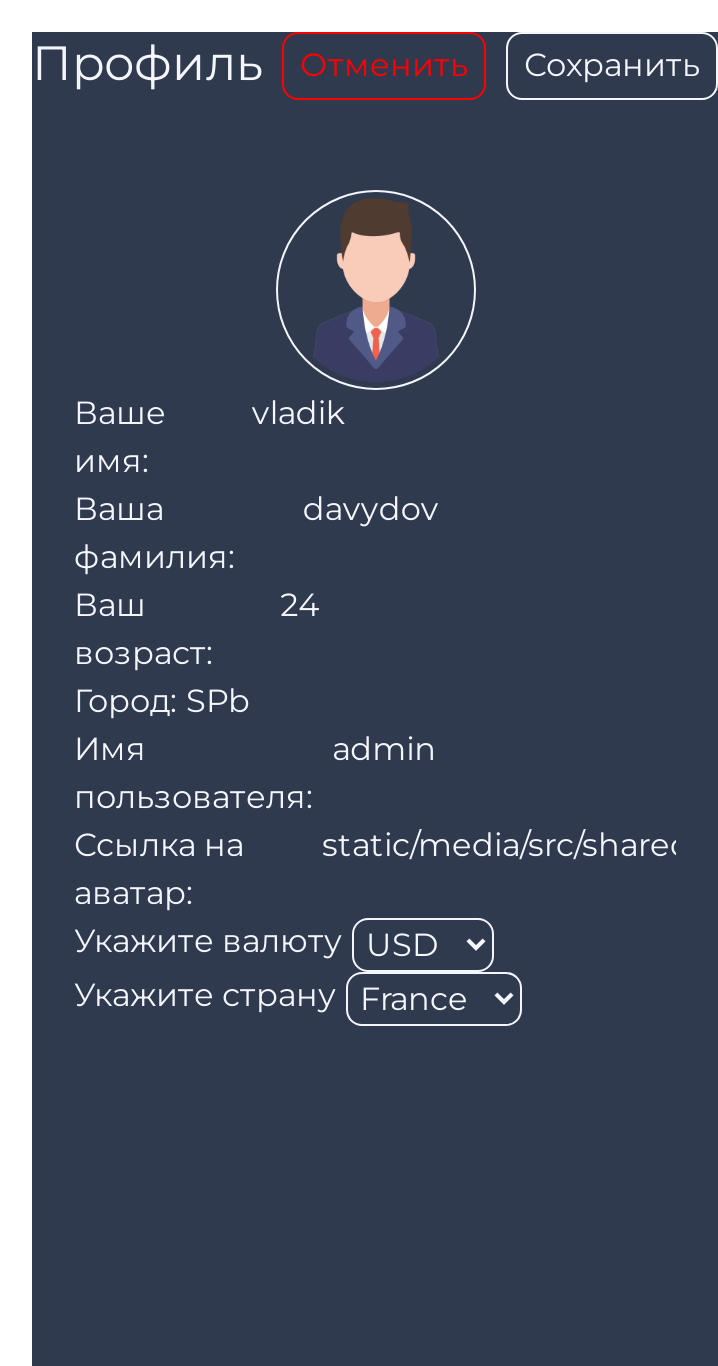 Профиль Отменить Сохранить
Ваше vladik
имя:
Ваша davydov
фамилия:
Ваш 24
возраст:
Город: SPb
Имя admin
пользователя:
Ссылка на static/media/src/shared
аватар:
Укажите валюту USD
Укажите страну France